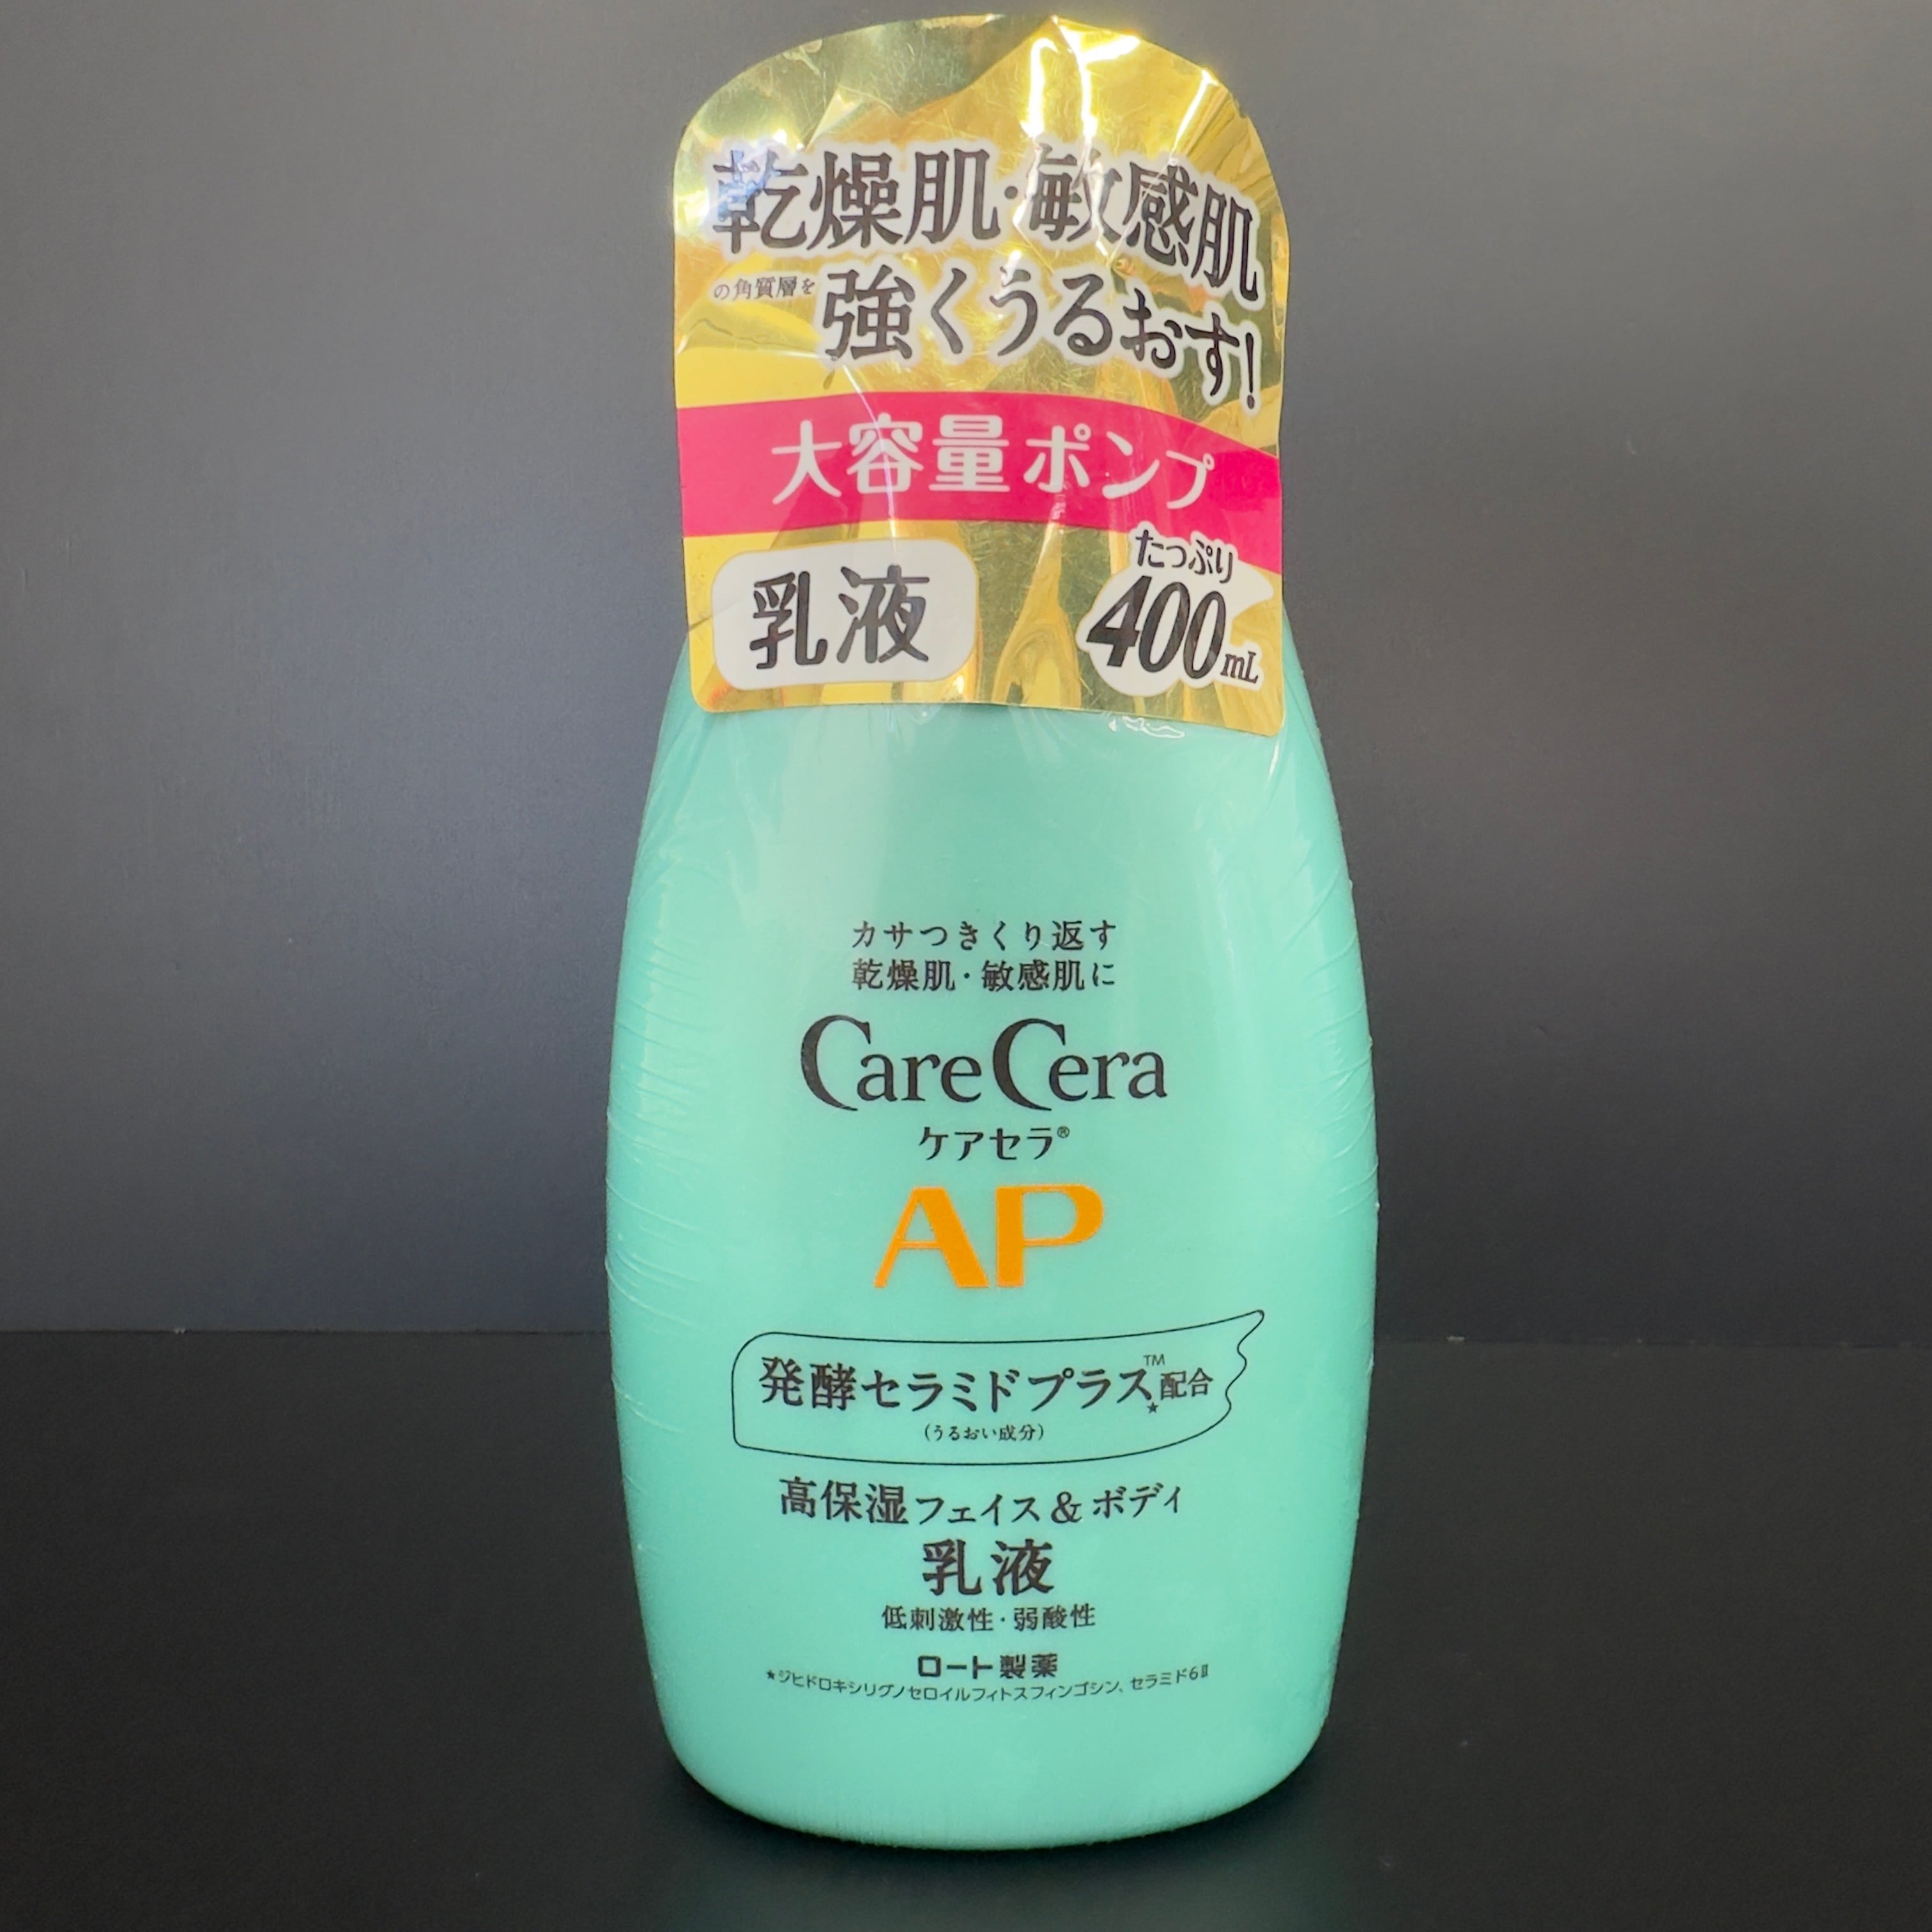 乾燥肌・敏感肌
の角質層を強くうるおす!
大容量ポンプ
乳液
たっぷり
400mL
カサつきくり返す
乾燥肌・敏感肌に
CareCera
ケアセラ®
AP
発酵セラミドプラス™★配合
(うるおい成分)
高保湿フェイス&ボディ
乳液
低刺激性・弱酸性
ロート製薬
★ジヒドロキシリグノセロイルフィトスフィンゴシン、セラミド6Ⅱ